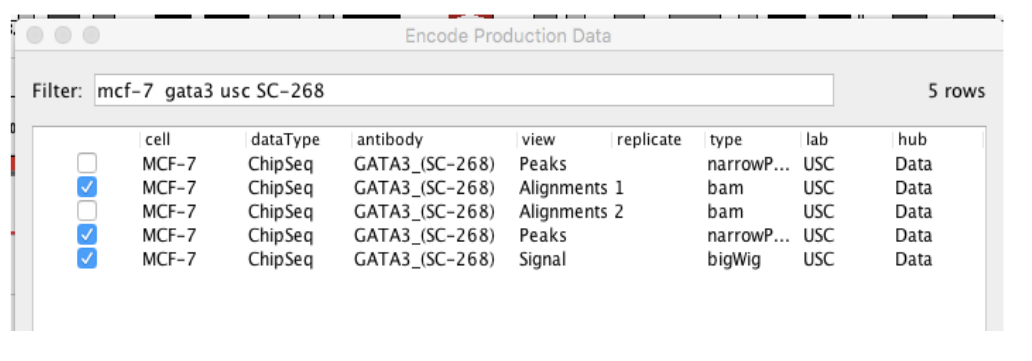 Encode Production Data
Filter: mcf-7 gata3 usc SC-268 5 rows
cell dataType antibody view replicate type lab hub
MCF-7 ChipSeq GATA3_(SC-268) Peaks narrowP... USC Data
MCF-7 ChipSeq GATA3_(SC-268) Alignments 1 bam USC Data
MCF-7 ChipSeq GATA3_(SC-268) Alignments 2 bam USC Data
MCF-7 ChipSeq GATA3_(SC-268) Peaks narrowP... USC Data
MCF-7 ChipSeq GATA3_(SC-268) Signal bigWig USC Data